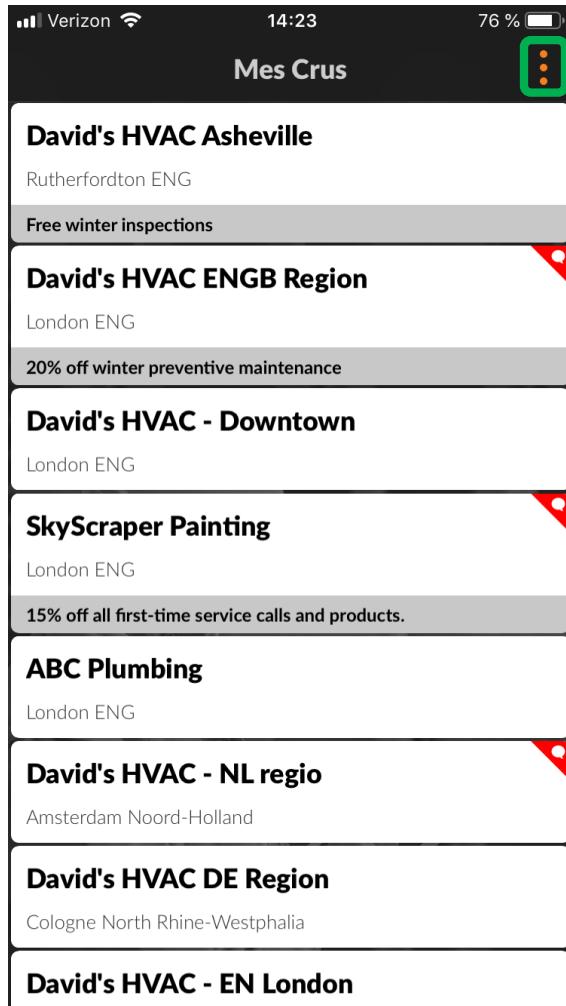 Verizon 14:23 76 %
Mes Crus
David's HVAC Asheville
Rutherfordton ENG
Free winter inspections
David's HVAC ENGB Region
London ENG
20% off winter preventive maintenance
David's HVAC - Downtown
London ENG
SkyScraper Painting
London ENG
15% off all first-time service calls and products.
ABC Plumbing
London ENG
David's HVAC - NL regio
Amsterdam Noord-Holland
David's HVAC DE Region
Cologne North Rhine-Westphalia
David's HVAC - EN London